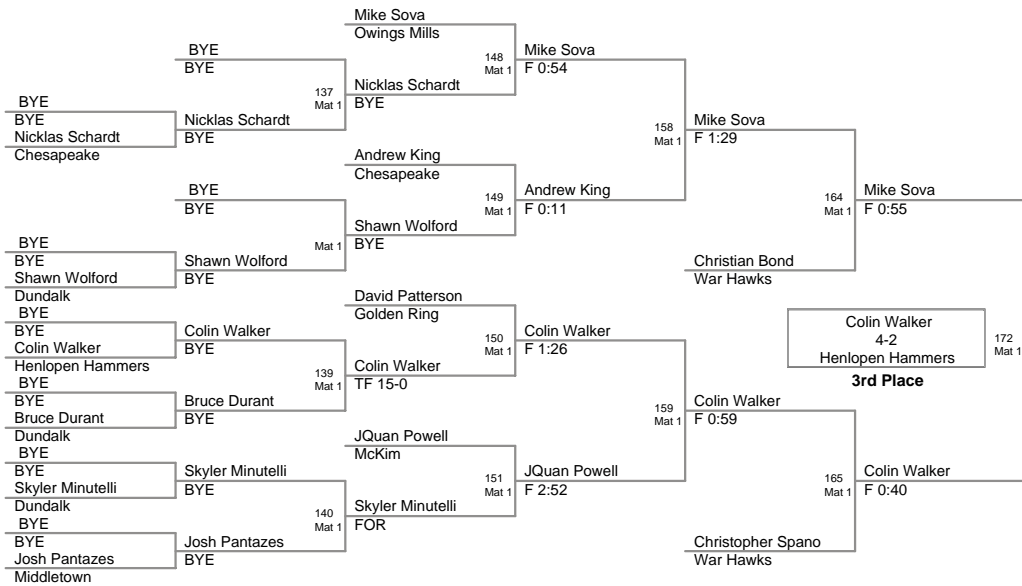 BYE
BYE
Nicklas Schardt
Chesapeake
BYE
BYE
Shawn Wolford
Dundalk
BYE
BYE
Colin Walker
Henlopen Hammers
BYE
BYE
Bruce Durant
Dundalk
BYE
BYE
Skyler Minutelli
Dundalk
BYE
BYE
Josh Pantazes
Middletown
BYE
BYE
Nicklas Schardt
BYE
BYE
BYE
Shawn Wolford
BYE
Colin Walker
BYE
Bruce Durant
BYE
Skyler Minutelli
BYE
Josh Pantazes
BYE
137
Mat 1
Mat 1
139
Mat 1
140
Mat 1
Mike Sova
Owings Mills
Nicklas Schardt
BYE
Andrew King
Chesapeake
Shawn Wolford
BYE
David Patterson
Golden Ring
Colin Walker
TF 15-0
JQuan Powell
McKim
Skyler Minutelli
FOR
148
Mat 1
149
Mat 1
150
Mat 1
151
Mat 1
Mike Sova
F 0:54
Andrew King
F 0:11
Colin Walker
F 1:26
JQuan Powell
F 2:52
158
Mat 1
159
Mat 1
Mike Sova
F 1:29
Christian Bond
War Hawks
Colin Walker
F 0:59
Christopher Spano
War Hawks
164
Mat 1
165
Mat 1
Mike Sova
F 0:55
Colin Walker
F 0:40
Colin Walker
4-2
Henlopen Hammers
3rd Place
172
Mat 1